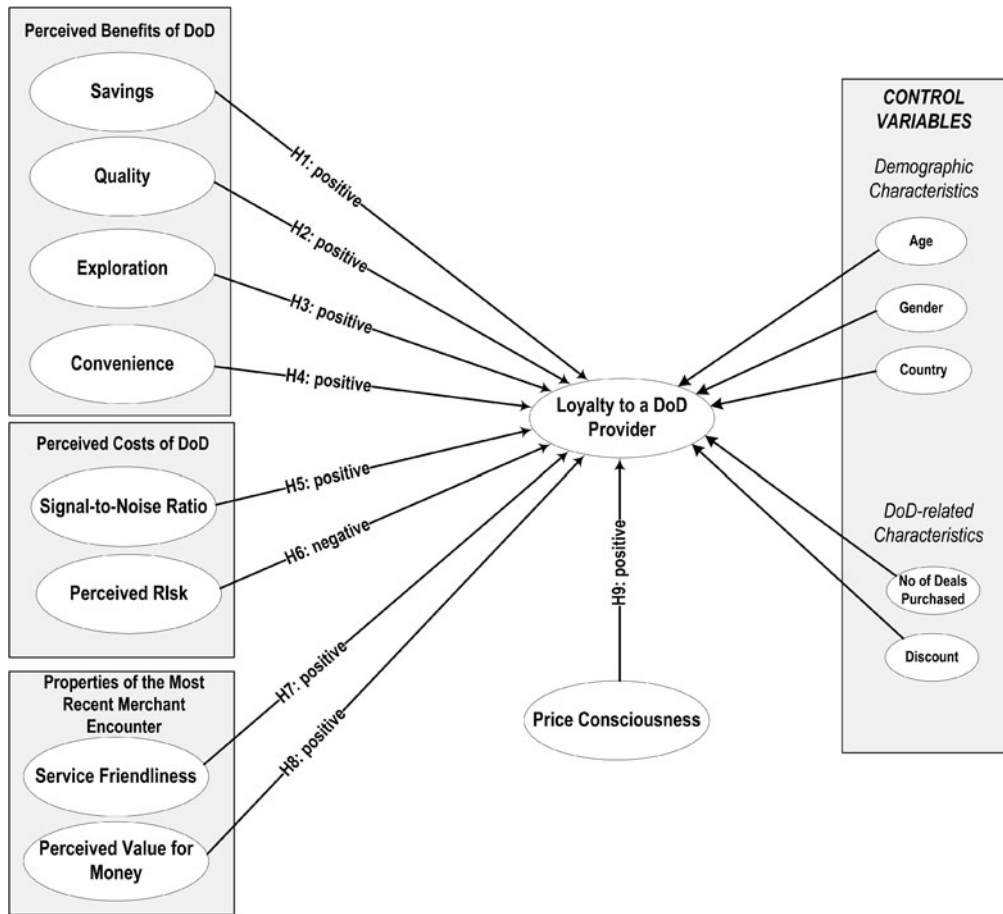 Perceived Benefits of DoD
Savings
Quality
Exploration
Convenience
H1: positive
H2: positive
H3: positive
H4: positive
Perceived Costs of DoD
Signal-to-Noise Ratio
Perceived RIsk
H5: positive
H6: negative
Properties of the Most
Recent Merchant
Encounter
Service Friendliness
Perceived Value for
Money
H7: positive
H8: positive
Loyalty to a DoD
Provider
H9: positive
Price Consciousness
CONTROL
VARIABLES
Demographic
Characteristics
Age
Gender
Country
DoD-related
Characteristics
No of Deals
Purchased
Discount